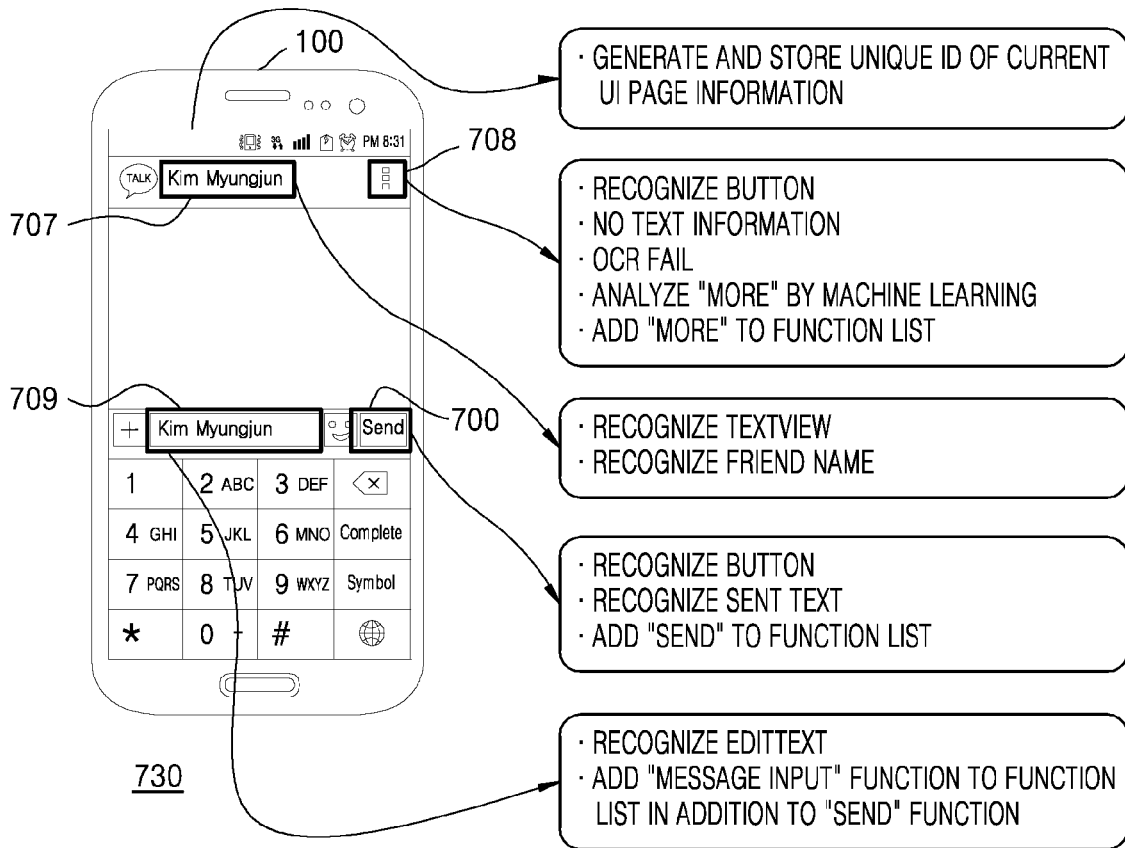 100
· GENERATE AND STORE UNIQUE ID OF CURRENT
UI PAGE INFORMATION
3G PM 8:31
708
TALK Kim Myungjun
707
· RECOGNIZE BUTTON
· NO TEXT INFORMATION
· OCR FAIL
· ANALYZE "MORE" BY MACHINE LEARNING
· ADD "MORE" TO FUNCTION LIST
709
700
+ Kim Myungjun Send
· RECOGNIZE TEXTVIEW
· RECOGNIZE FRIEND NAME
1 2 ABC 3 DEF
4 GHI 5 JKL 6 MNO Complete
7 PQRS 8 TUV 9 WXYZ Symbol
* 0 + #
· RECOGNIZE BUTTON
· RECOGNIZE SENT TEXT
· ADD "SEND" TO FUNCTION LIST
730
· RECOGNIZE EDITTEXT
· ADD "MESSAGE INPUT" FUNCTION TO FUNCTION
LIST IN ADDITION TO "SEND" FUNCTION